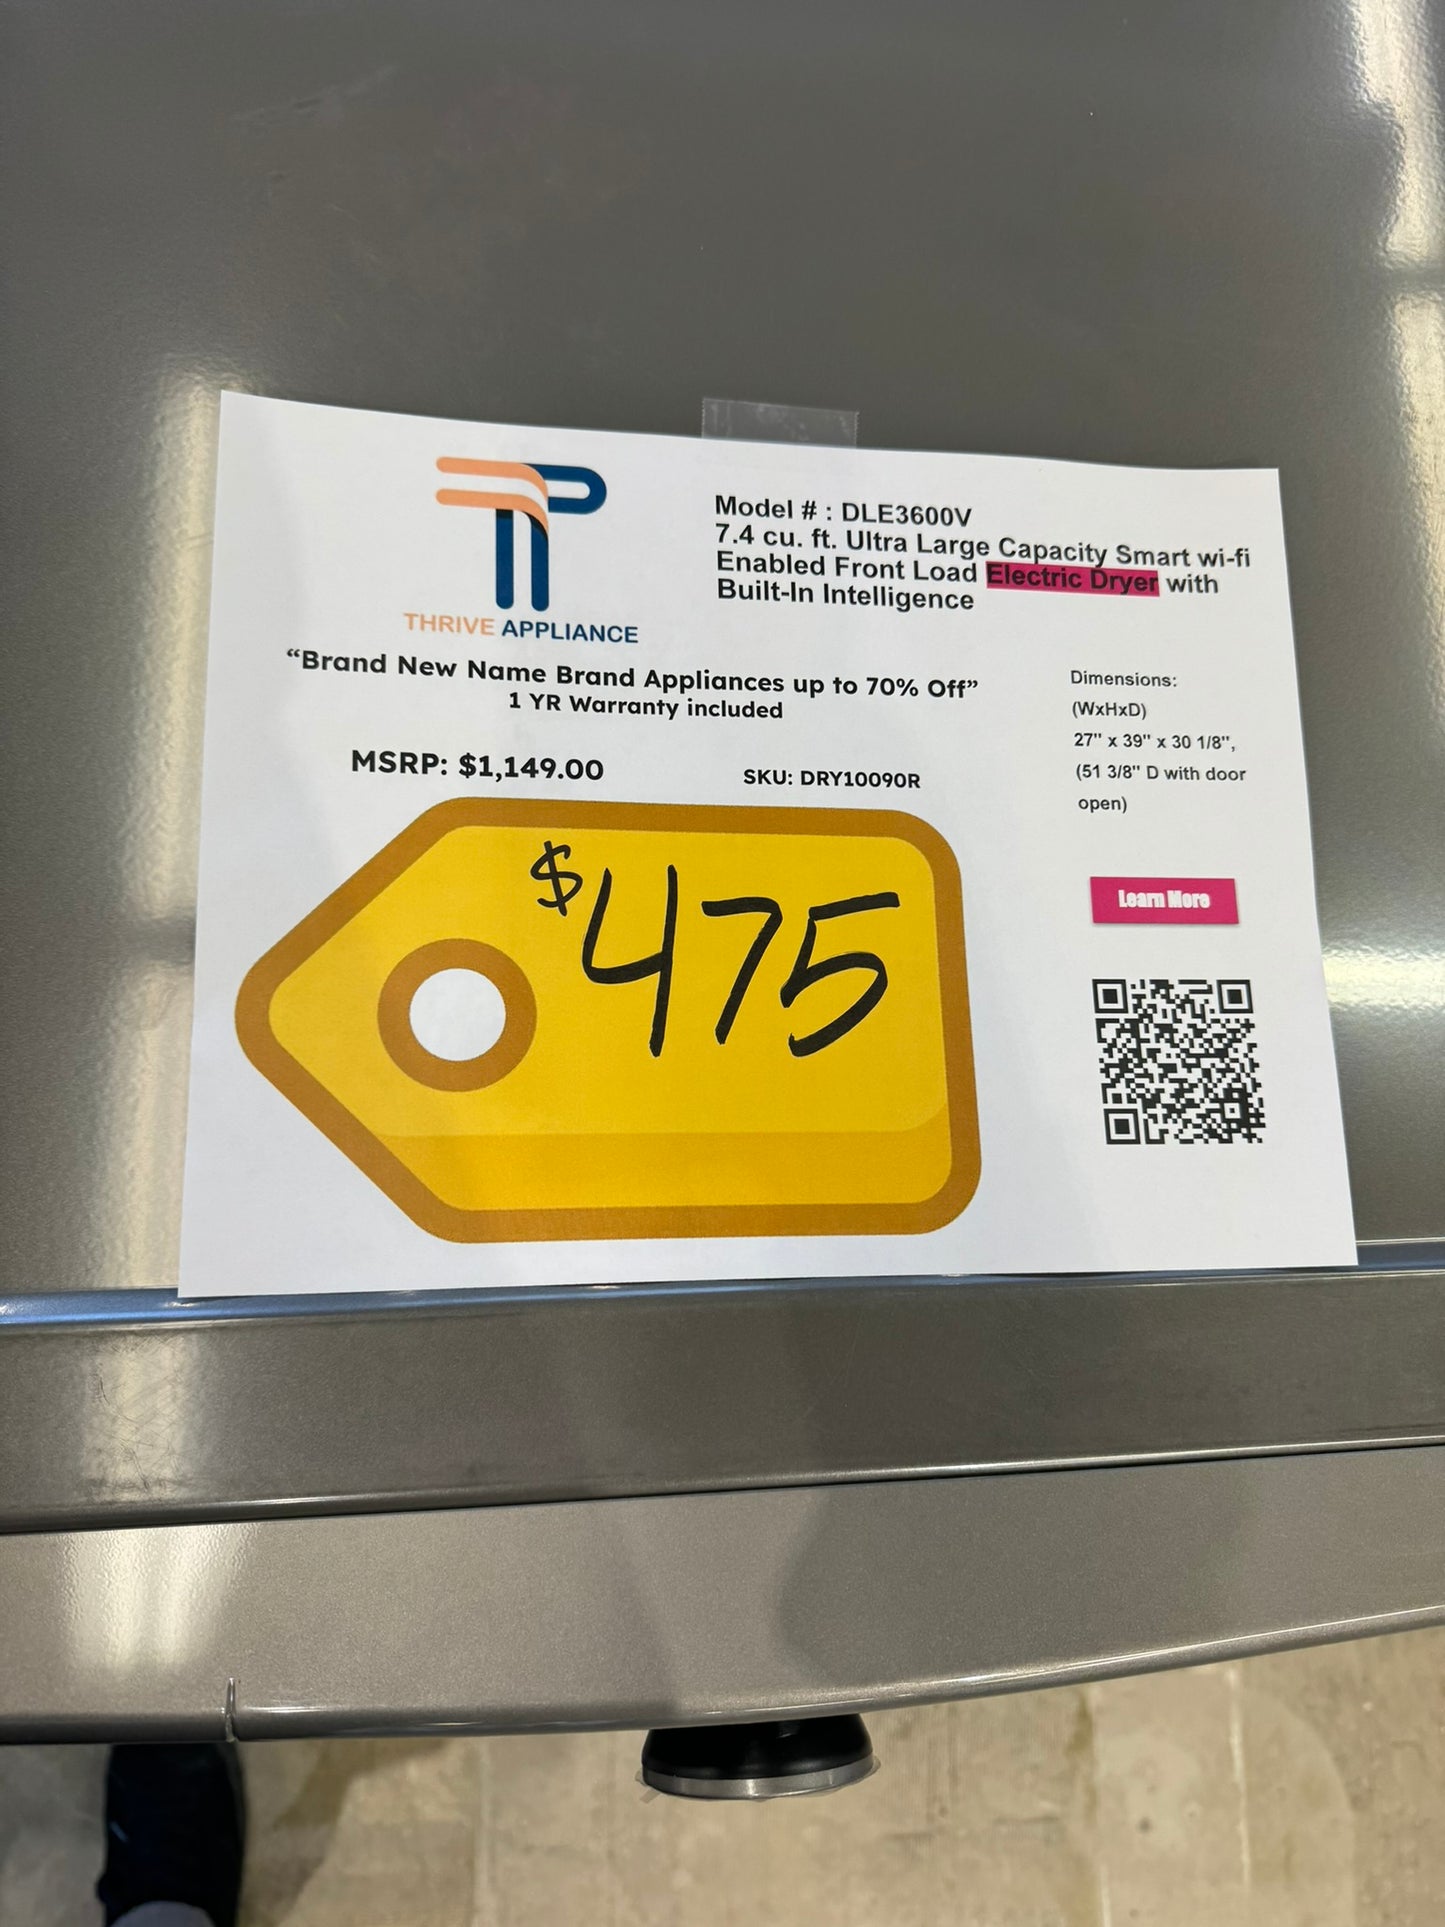 THRIVE APPLIANCE
Model # : DLE3600V
7.4 cu. ft. Ultra Large Capacity Smart wi-fi
Enabled Front Load Electric Dryer with
Built-In Intelligence
“Brand New Name Brand Appliances up to 70% Off”
1 YR Warranty included
MSRP: $1,149.00
SKU: DRY10090R
Dimensions:
(WxHxD)
27" x 39" x 30 1/8",
(51 3/8" D with door
open)
$475
Learn More